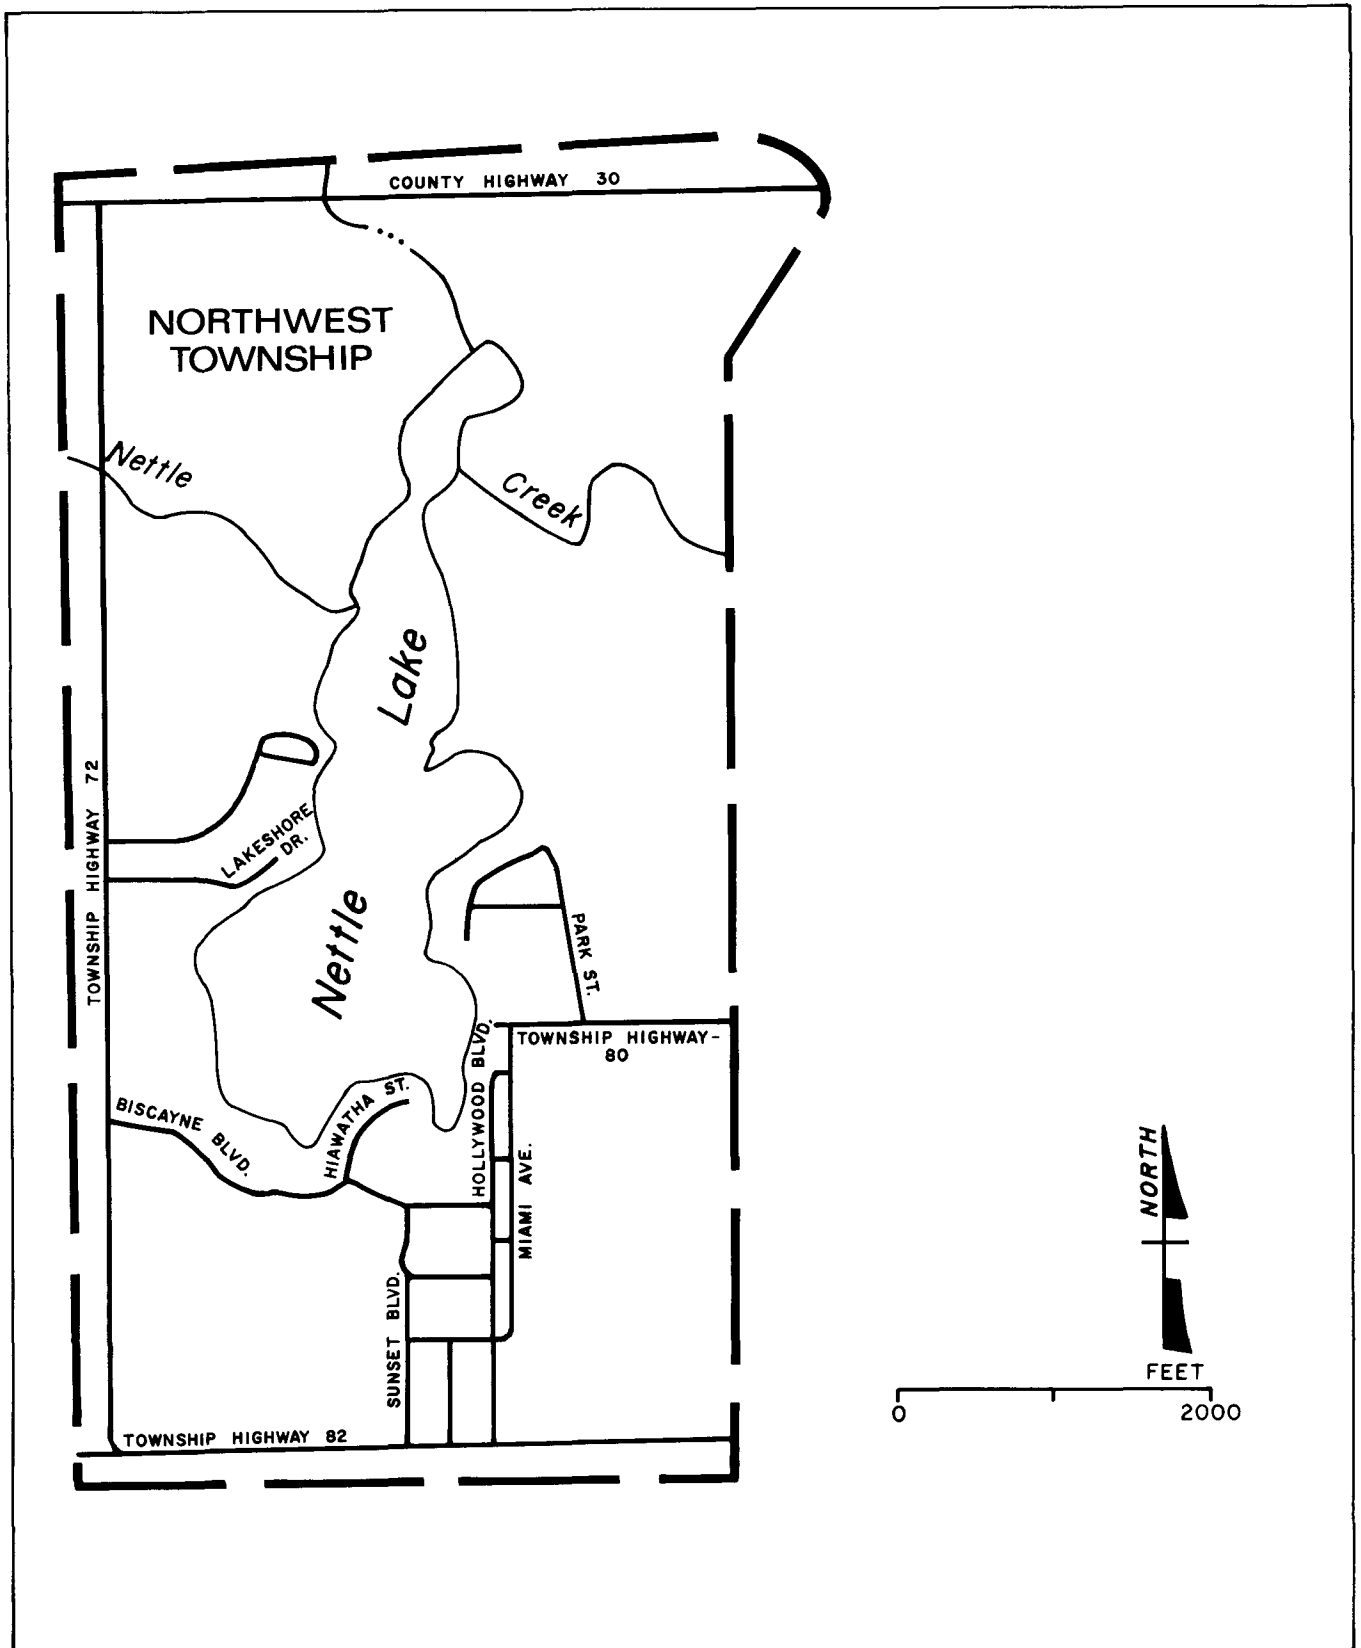 COUNTY HIGHWAY 30
NORTHWEST
TOWNSHIP
Nettle
Creek
Lake
Nettle
TOWNSHIP HIGHWAY 72
LAKESHORE
DR.
PARK ST.
TOWNSHIP HIGHWAY-
80
HOLLYWOOD BLVD.
BISCAYNE BLVD.
HIAWATHA ST.
MIAMI AVE.
SUNSET BLVD.
TOWNSHIP HIGHWAY 82
NORTH
FEET
0 2000